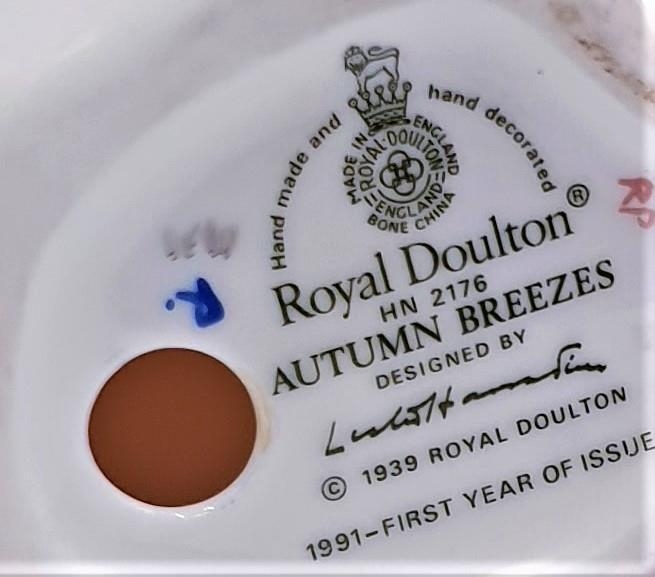 Hand made and hand decorated
MADE IN ENGLAND
ROYAL·DOULTON
ENGLAND
BONE CHINA
Royal Doulton®
HN 2176
AUTUMN BREEZES
DESIGNED BY
© 1939 ROYAL DOULTON
1991–FIRST YEAR OF ISSUE
RP